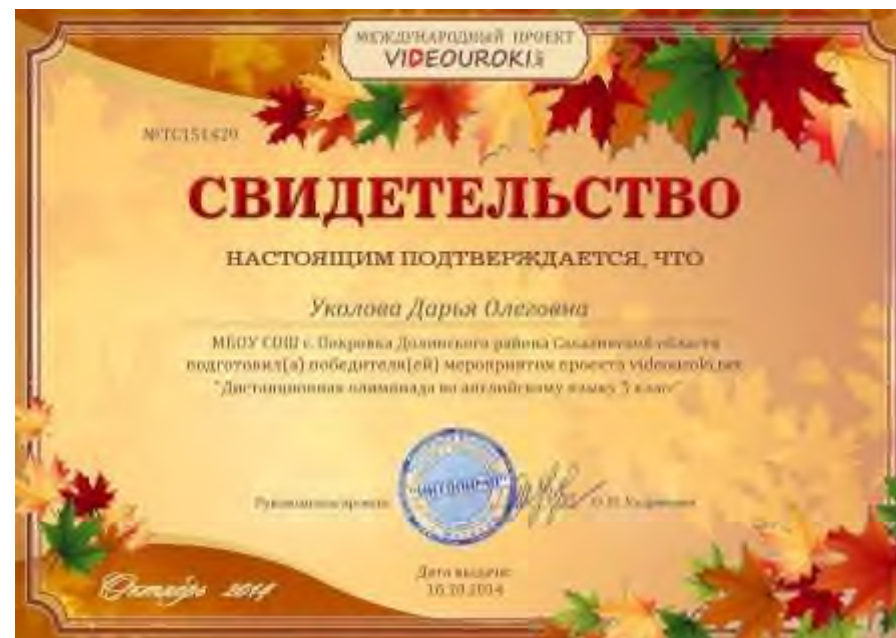 МЕЖДУНАРОДНЫЙ ПРОЕКТ
VIDEOUROKI
№ТС151429
СВИДЕТЕЛЬСТВО
НАСТОЯЩИМ ПОДТВЕРЖДАЕТСЯ, ЧТО
Уколова Дарья Олеговна
МБОУ СОШ с. Покровка Долинского района Сахалинской области
подготовил(а) победителя(ей) мероприятия проекта videouroki.net
"Дистанционная олимпиада по английскому языку 5 класс"
Руководитель проекта
Дата выдачи:
Октябрь 2014
10.2014